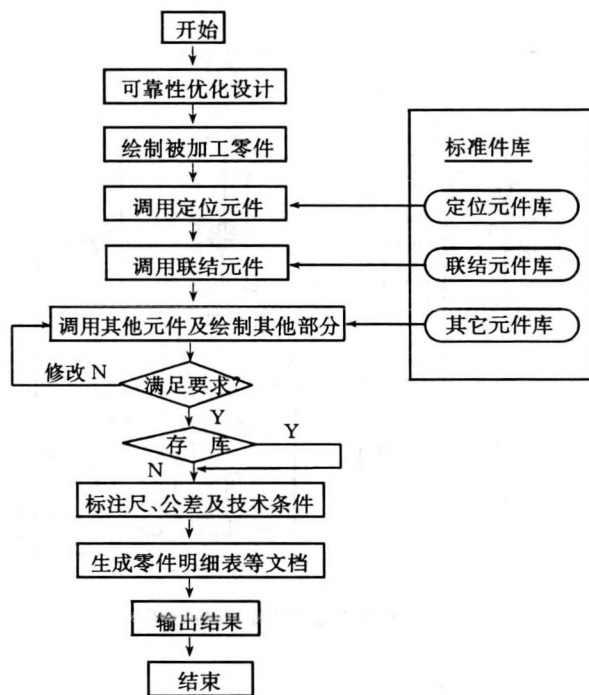 开始
可靠性优化设计
绘制被加工零件
调用定位元件
调用联结元件
调用其他元件及绘制其他部分
修改 N
满足要求?
Y
存 库
Y
N
标注尺、公差及技术条件
生成零件明细表等文档
输出结果
结束
标准件库
定位元件库
联结元件库
其它元件库